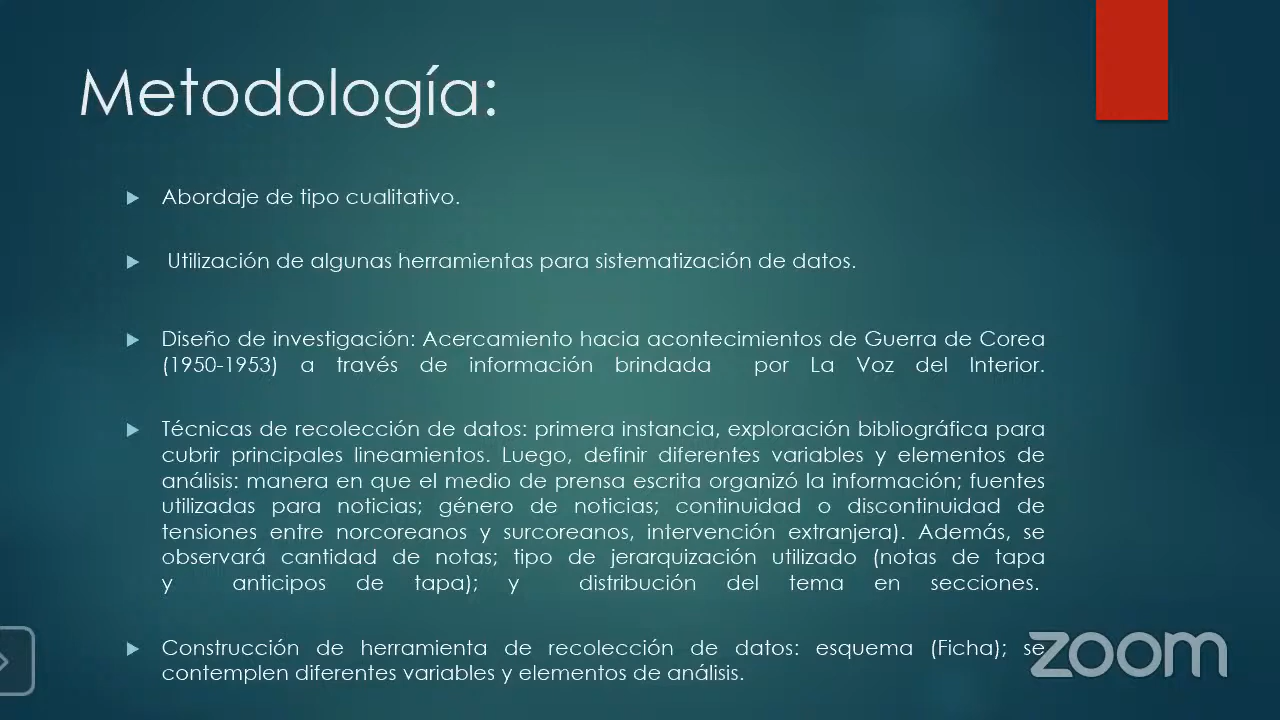 Metodología:
Abordaje de tipo cualitativo.
Utilización de algunas herramientas para sistematización de datos.
Diseño de investigación: Acercamiento hacia acontecimientos de Guerra de Corea
(1950-1953) a través de información brindada por La Voz del Interior.
Técnicas de recolección de datos: primera instancia, exploración bibliográfica para
cubrir principales lineamientos. Luego, definir diferentes variables y elementos de
análisis: manera en que el medio de prensa escrita organizó la información; fuentes
utilizadas para noticias; género de noticias; continuidad o discontinuidad de
tensiones entre norcoreanos y surcoreanos, intervención extranjera). Además, se
observará cantidad de notas; tipo de jerarquización utilizado (notas de tapa
y anticipos de tapa); y distribución del tema en secciones.
Construcción de herramienta de recolección de datos: esquema (Ficha); se
contemplen diferentes variables y elementos de análisis.
zoom